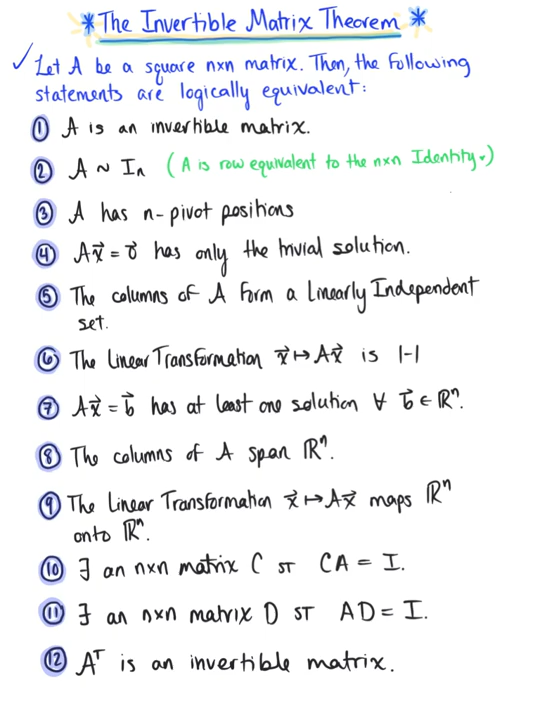 *The Invertible Matrix Theorem*
✓Let A be a square nxn matrix. Then, the following
statements are logically equivalent:
① A is an invertible matrix.
② A ~ Iₙ (A is row equivalent to the nxn Identity.)
③ A has n-pivot positions
④ Ax⃗ = 0⃗ has only the trivial solution.
⑤ The columns of A form a Linearly Independent
set.
⑥ The Linear Transformation x⃗ ↦ Ax⃗ is 1-1
⑦ Ax⃗ = b⃗ has at least one solution ∀ b⃗ ∈ ℝⁿ.
⑧ The columns of A span ℝⁿ.
⑨ The Linear Transformation x⃗ ↦ Ax⃗ maps ℝⁿ
onto ℝⁿ.
⑩ ∃ an nxn matrix C ST CA = I.
⑪ ∃ an nxn matrix D ST AD = I.
⑫ Aᵀ is an invertible matrix.